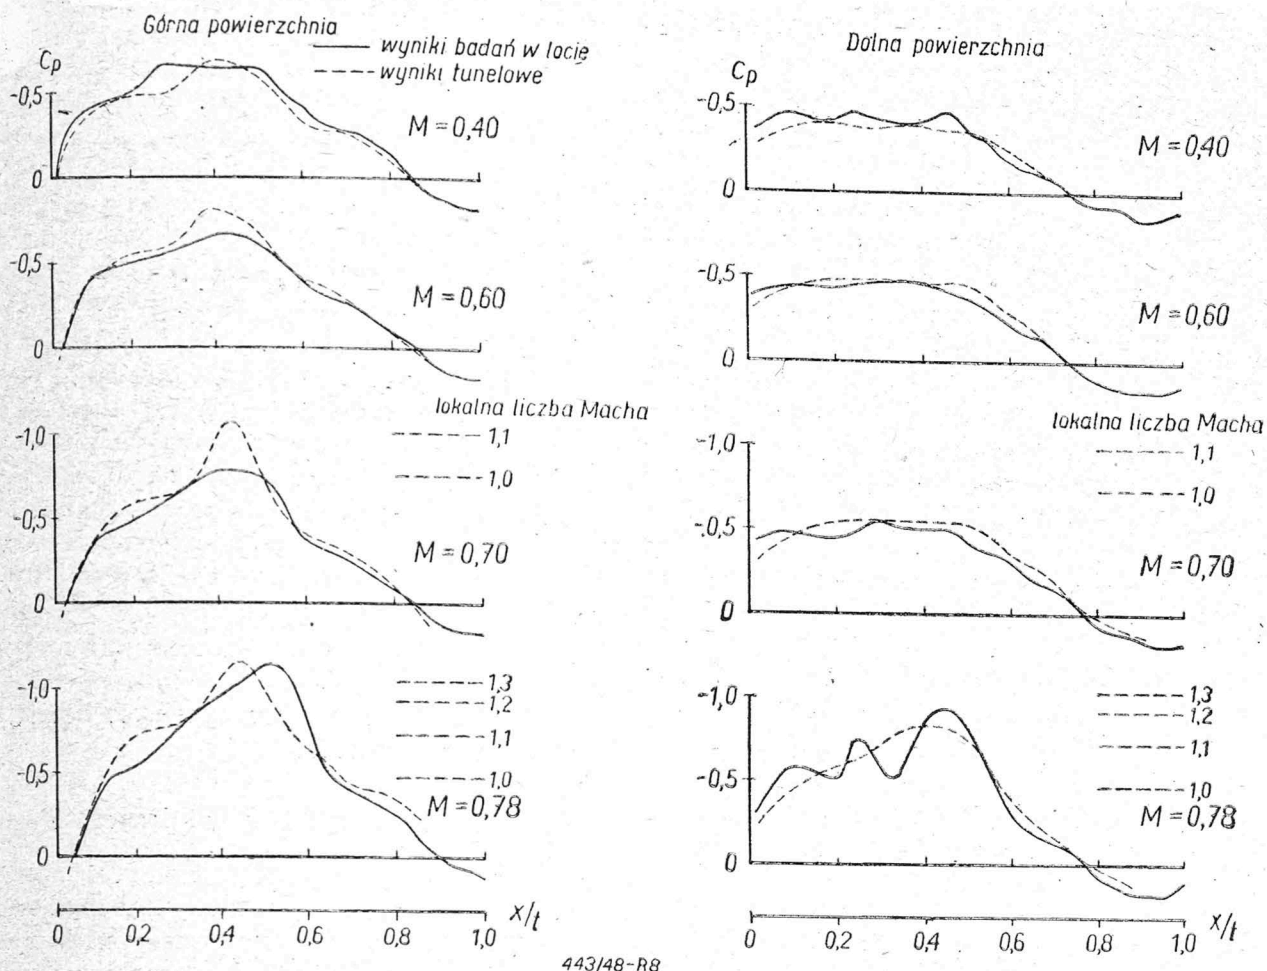 Górna powierzchnia
wyniki badań w locie
wyniki tunelowe
Cp
-0,5
0
M = 0,40
-0,5
0
M = 0,60
lokalna liczba Macha
-1,0
1,1
1,0
-0,5
M = 0,70
0
-1,0
1,3
1,2
1,1
-0,5
1,0
M = 0,78
0
x/t
0 0,2 0,4 0,6 0,8 1,0
Dolna powierzchnia
Cp
-0,5
M = 0,40
0
-0,5
M = 0,60
0
lokalna liczba Macha
-1,0
1,1
1,0
-0,5
M = 0,70
0
-1,0
1,3
1,2
1,1
-0,5
1,0
M = 0,78
0
x/t
0 0,2 0,4 0,6 0,8 1,0
443/48-R8